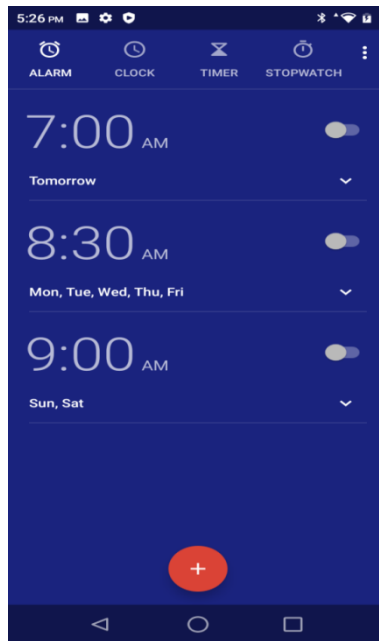 5:26 PM
ALARM CLOCK TIMER STOPWATCH
7:00 AM
Tomorrow
8:30 AM
Mon, Tue, Wed, Thu, Fri
9:00 AM
Sun, Sat